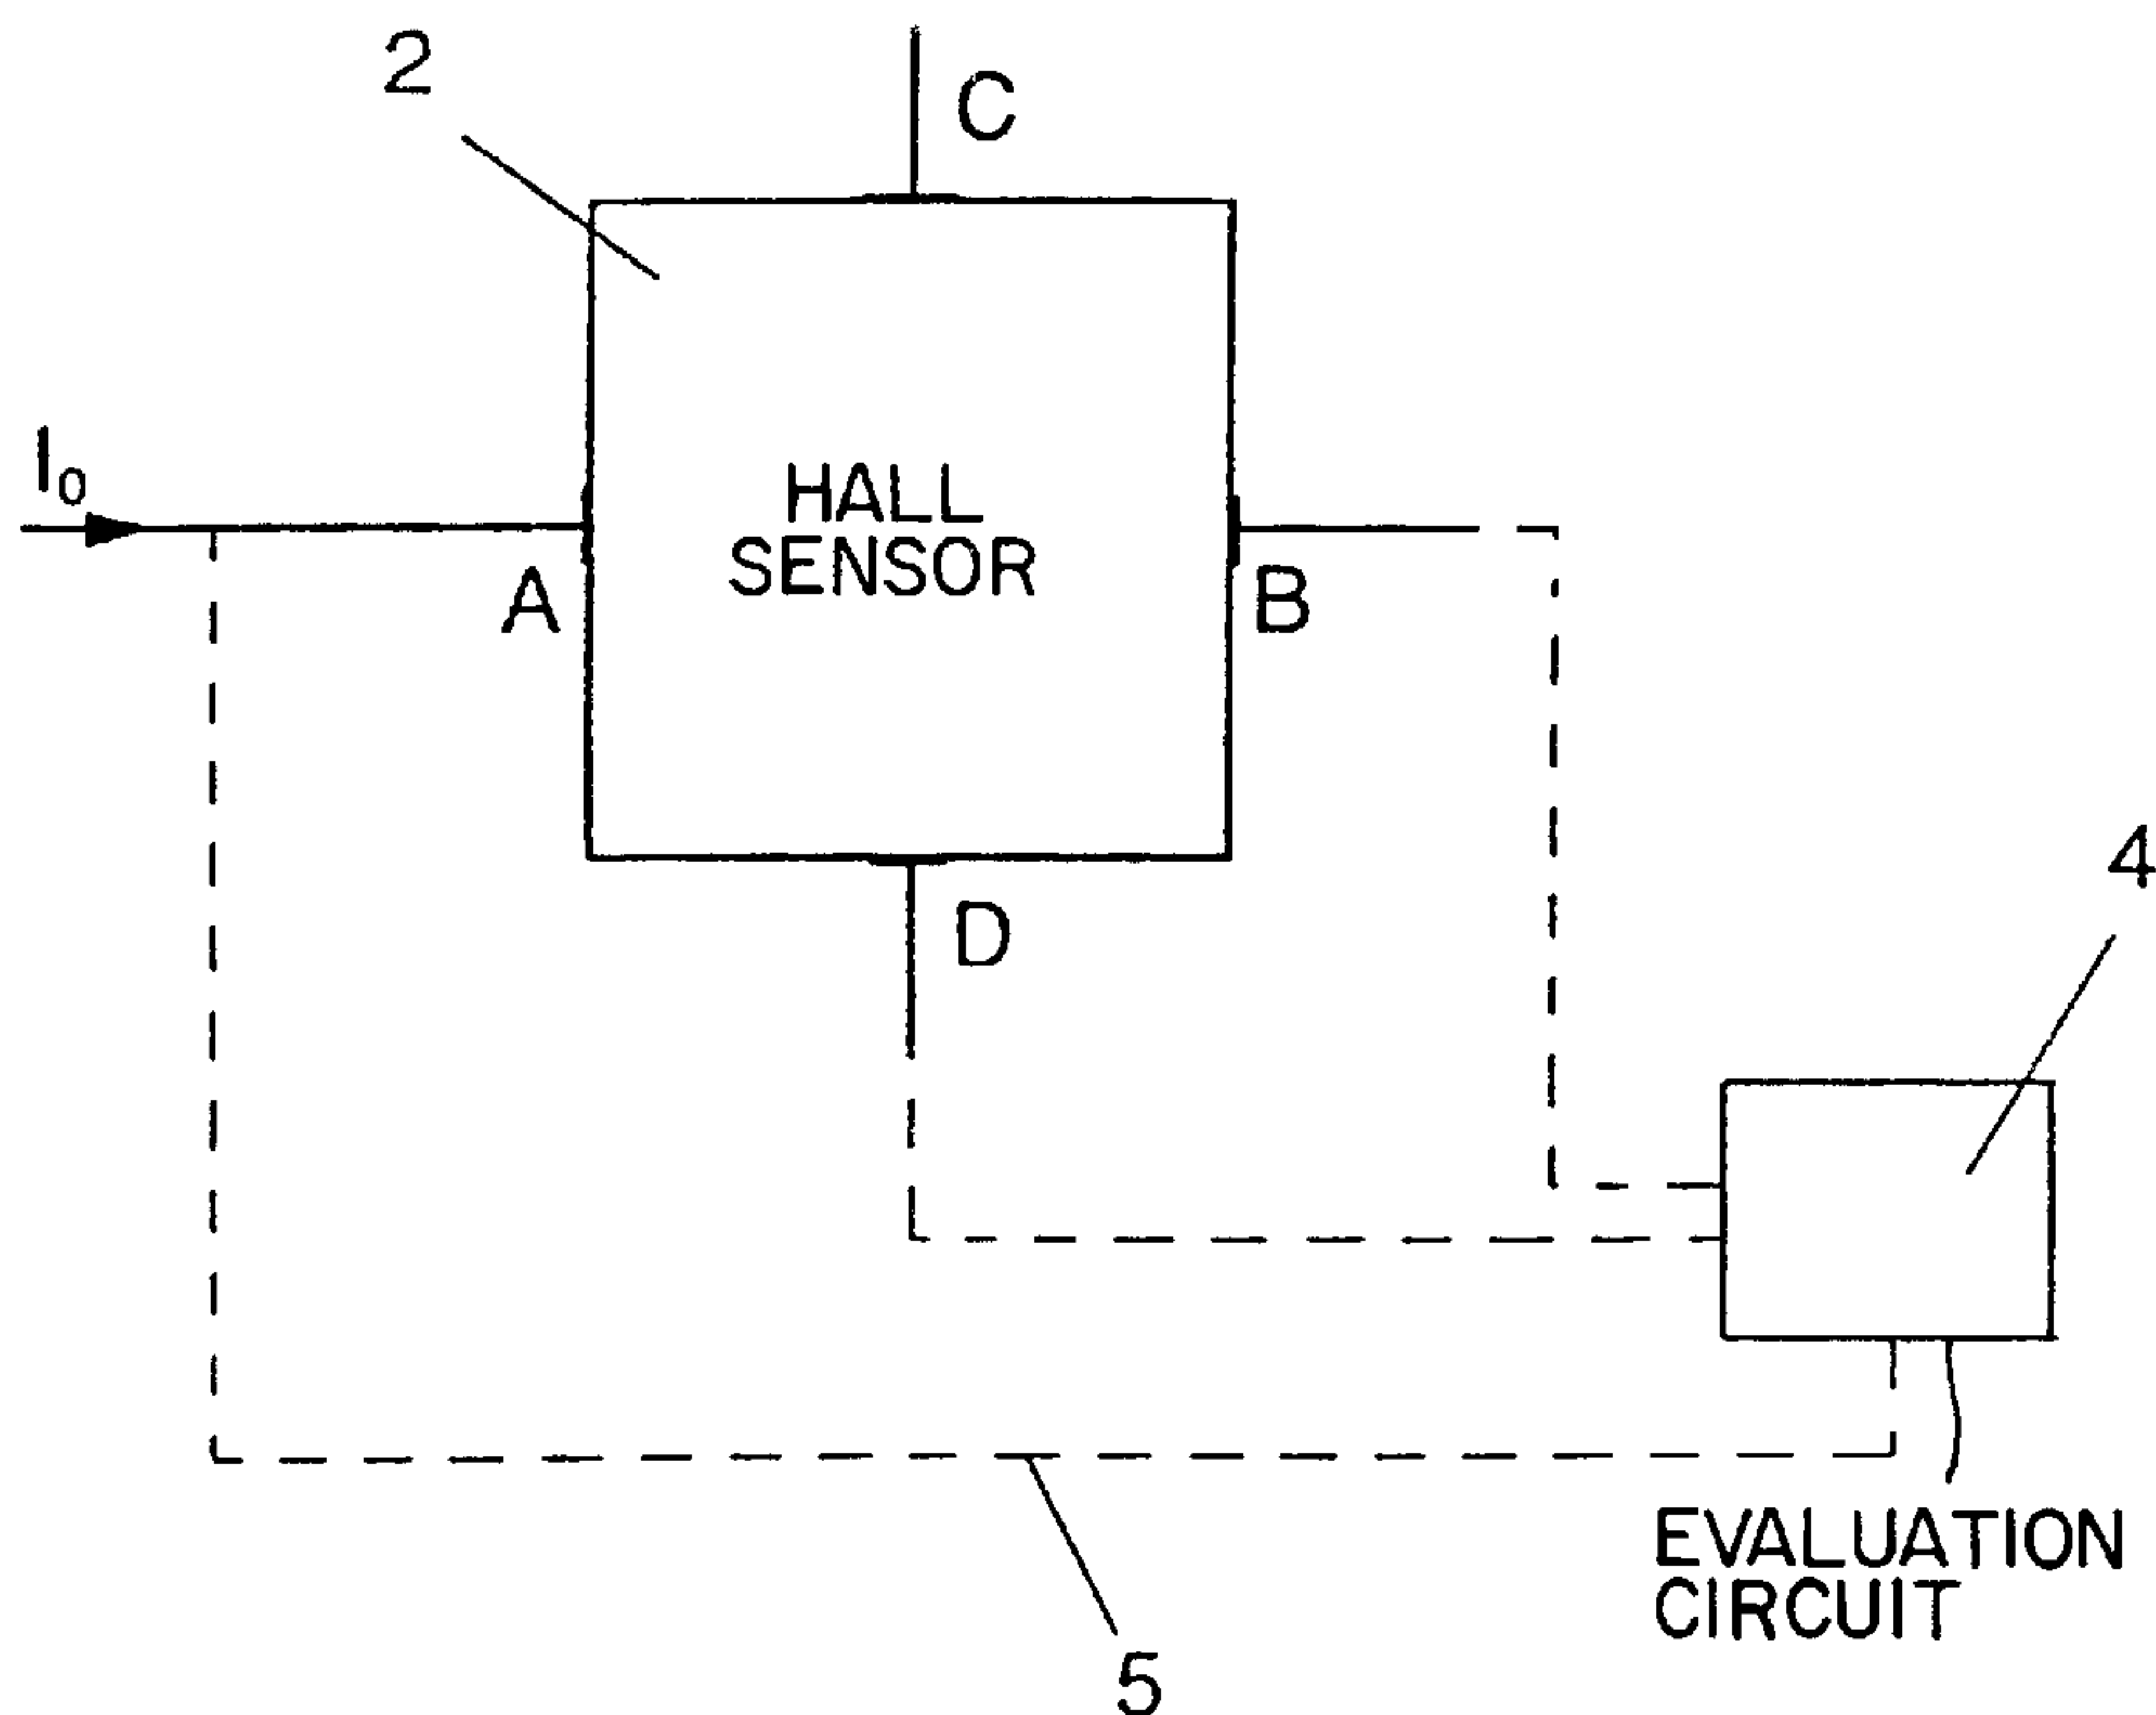 2
C
I₀
HALL
SENSOR
A
B
4
D
EVALUATION
CIRCUIT
5